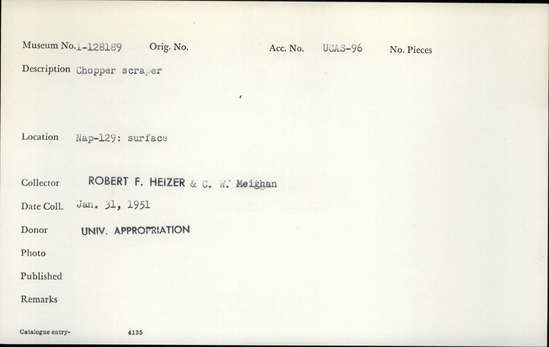 Museum No. 1-128189 Orig. No. Acc. No. UCAS-96 No. Pieces
Description Chopper scraper
Location Nap-129: surface
Collector ROBERT F. HEIZER & C. W. Meighan
Date Coll. Jan. 31, 1951
Donor UNIV. APPROPRIATION
Photo
Published
Remarks
Catalogue entry- 4135